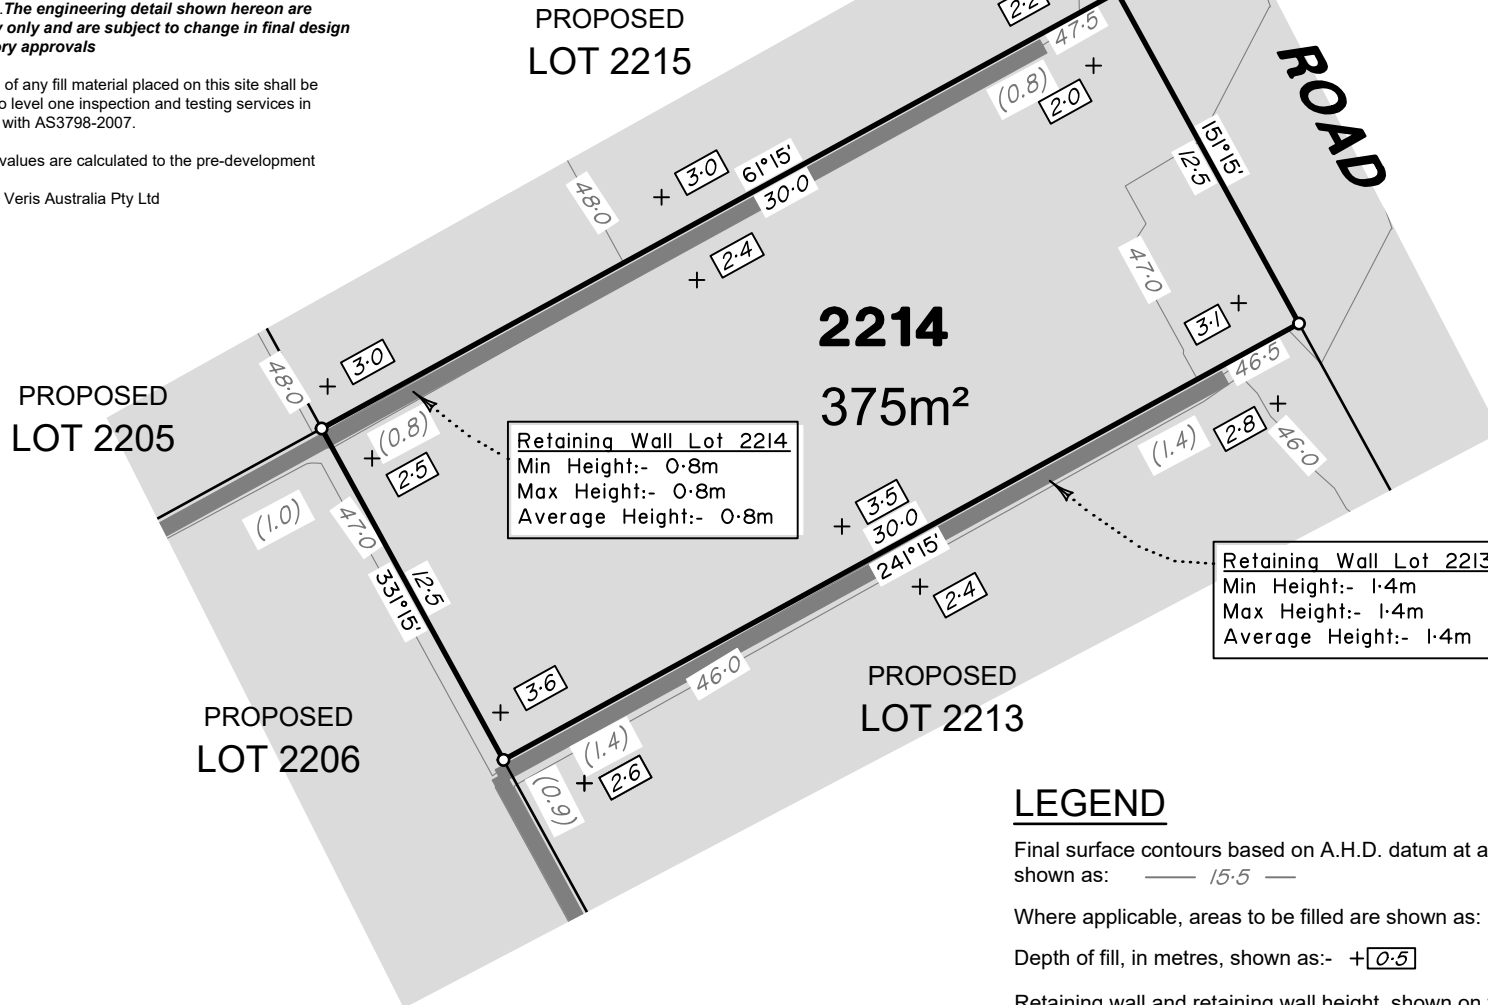 .The engineering detail shown hereon are
only and are subject to change in final design
ory approvals
of any fill material placed on this site shall be
o level one inspection and testing services in
with AS3798-2007.
values are calculated to the pre-development
Veris Australia Pty Ltd
PROPOSED
LOT 2215
2·2
47·5
(0.8)
2·0
ROAD
151°15'
12·5
3·0
61°15'
30·0
48·0
2·4
47·0
3·1
2214
375m²
46·5
48·0
3·0
PROPOSED
LOT 2205
(0.8)
2·5
Retaining Wall Lot 2214
Min Height:- 0·8m
Max Height:- 0·8m
Average Height:- 0·8m
(1.4)
2·8
46·0
(1.0)
47·0
3·5
30·0
241°15'
331°15'
12·5
2·4
Retaining Wall Lot 2213
Min Height:- 1·4m
Max Height:- 1·4m
Average Height:- 1·4m
3·6
46·0
PROPOSED
LOT 2213
PROPOSED
LOT 2206
(1.4)
2·6
(0.9)
LEGEND
Final surface contours based on A.H.D. datum at a
shown as: 15·5
Where applicable, areas to be filled are shown as:
Depth of fill, in metres, shown as:- +0·5
Retaining wall and retaining wall height, shown on